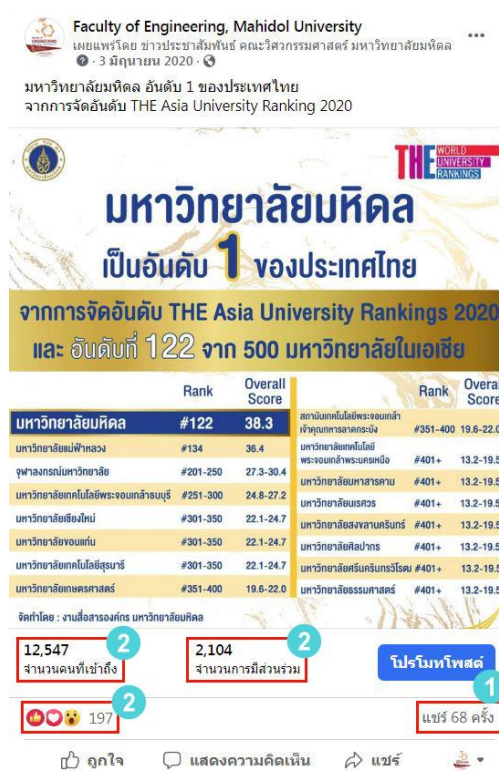 Faculty of Engineering, Mahidol University
เผยแพร่โดย ข่าวประชาสัมพันธ์ คณะวิศวกรรมศาสตร์ มหาวิทยาลัยมหิดล
· 3 มิถุนายน 2020 ·
มหาวิทยาลัยมหิดล อันดับ 1 ของประเทศไทย
จากการจัดอันดับ THE Asia University Ranking 2020
THE WORLD UNIVERSITY RANKINGS
มหาวิทยาลัยมหิดล
เป็นอันดับ 1 ของประเทศไทย
จากการจัดอันดับ THE Asia University Rankings 2020
และ อันดับที่ 122 จาก 500 มหาวิทยาลัยในเอเชีย
Rank Overall Score
มหาวิทยาลัยมหิดล #122 38.3
มหาวิทยาลัยแม่ฟ้าหลวง #134 36.4
จุฬาลงกรณ์มหาวิทยาลัย #201-250 27.3-30.4
มหาวิทยาลัยเทคโนโลยีพระจอมเกล้าธนบุรี #251-300 24.8-27.2
มหาวิทยาลัยเชียงใหม่ #301-350 22.1-24.7
มหาวิทยาลัยขอนแก่น #301-350 22.1-24.7
มหาวิทยาลัยเทคโนโลยีสุรนารี #301-350 22.1-24.7
มหาวิทยาลัยเกษตรศาสตร์ #351-400 19.6-22.0
Rank Overall Score
สถาบันเทคโนโลยีพระจอมเกล้า
เจ้าคุณทหารลาดกระบัง #351-400 19.6-22.0
มหาวิทยาลัยเทคโนโลยี
พระจอมเกล้าพระนครเหนือ #401+ 13.2-19.5
มหาวิทยาลัยมหาสารคาม #401+ 13.2-19.5
มหาวิทยาลัยนเรศวร #401+ 13.2-19.5
มหาวิทยาลัยสงขลานครินทร์ #401+ 13.2-19.5
มหาวิทยาลัยศิลปากร #401+ 13.2-19.5
มหาวิทยาลัยศรีนครินทรวิโรฒ #401+ 13.2-19.5
มหาวิทยาลัยธรรมศาสตร์ #401+ 13.2-19.5
จัดทำโดย : งานสื่อสารองค์กร มหาวิทยาลัยมหิดล
12,547 2 2,104 2
จำนวนคนที่เข้าถึง จำนวนการมีส่วนร่วม
โปรโมทโพสต์
197 2
1
แชร์ 68 ครั้ง
ถูกใจ แสดงความคิดเห็น แชร์